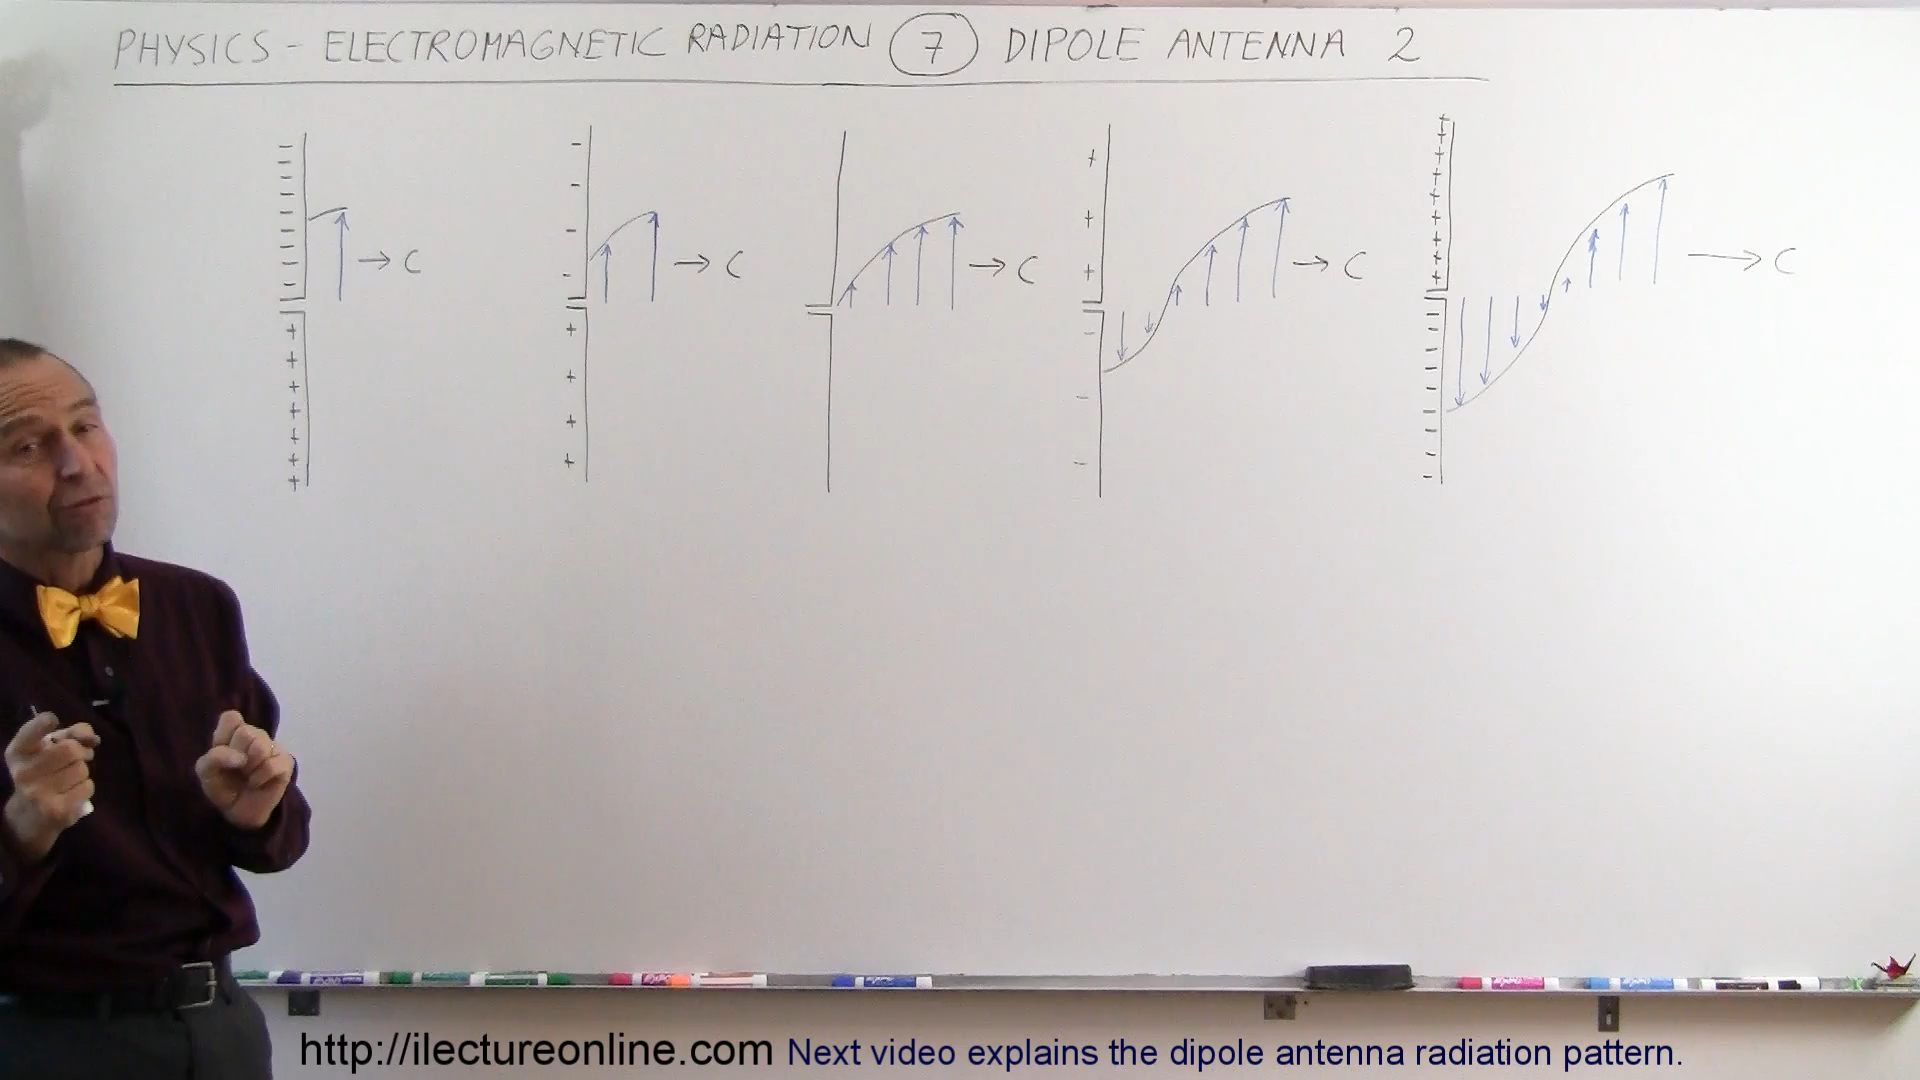 PHYSICS - ELECTROMAGNETIC RADIATION 7 DIPOLE ANTENNA 2
→ C → C → C → C → C
http://ilectureonline.com Next video explains the dipole antenna radiation pattern.